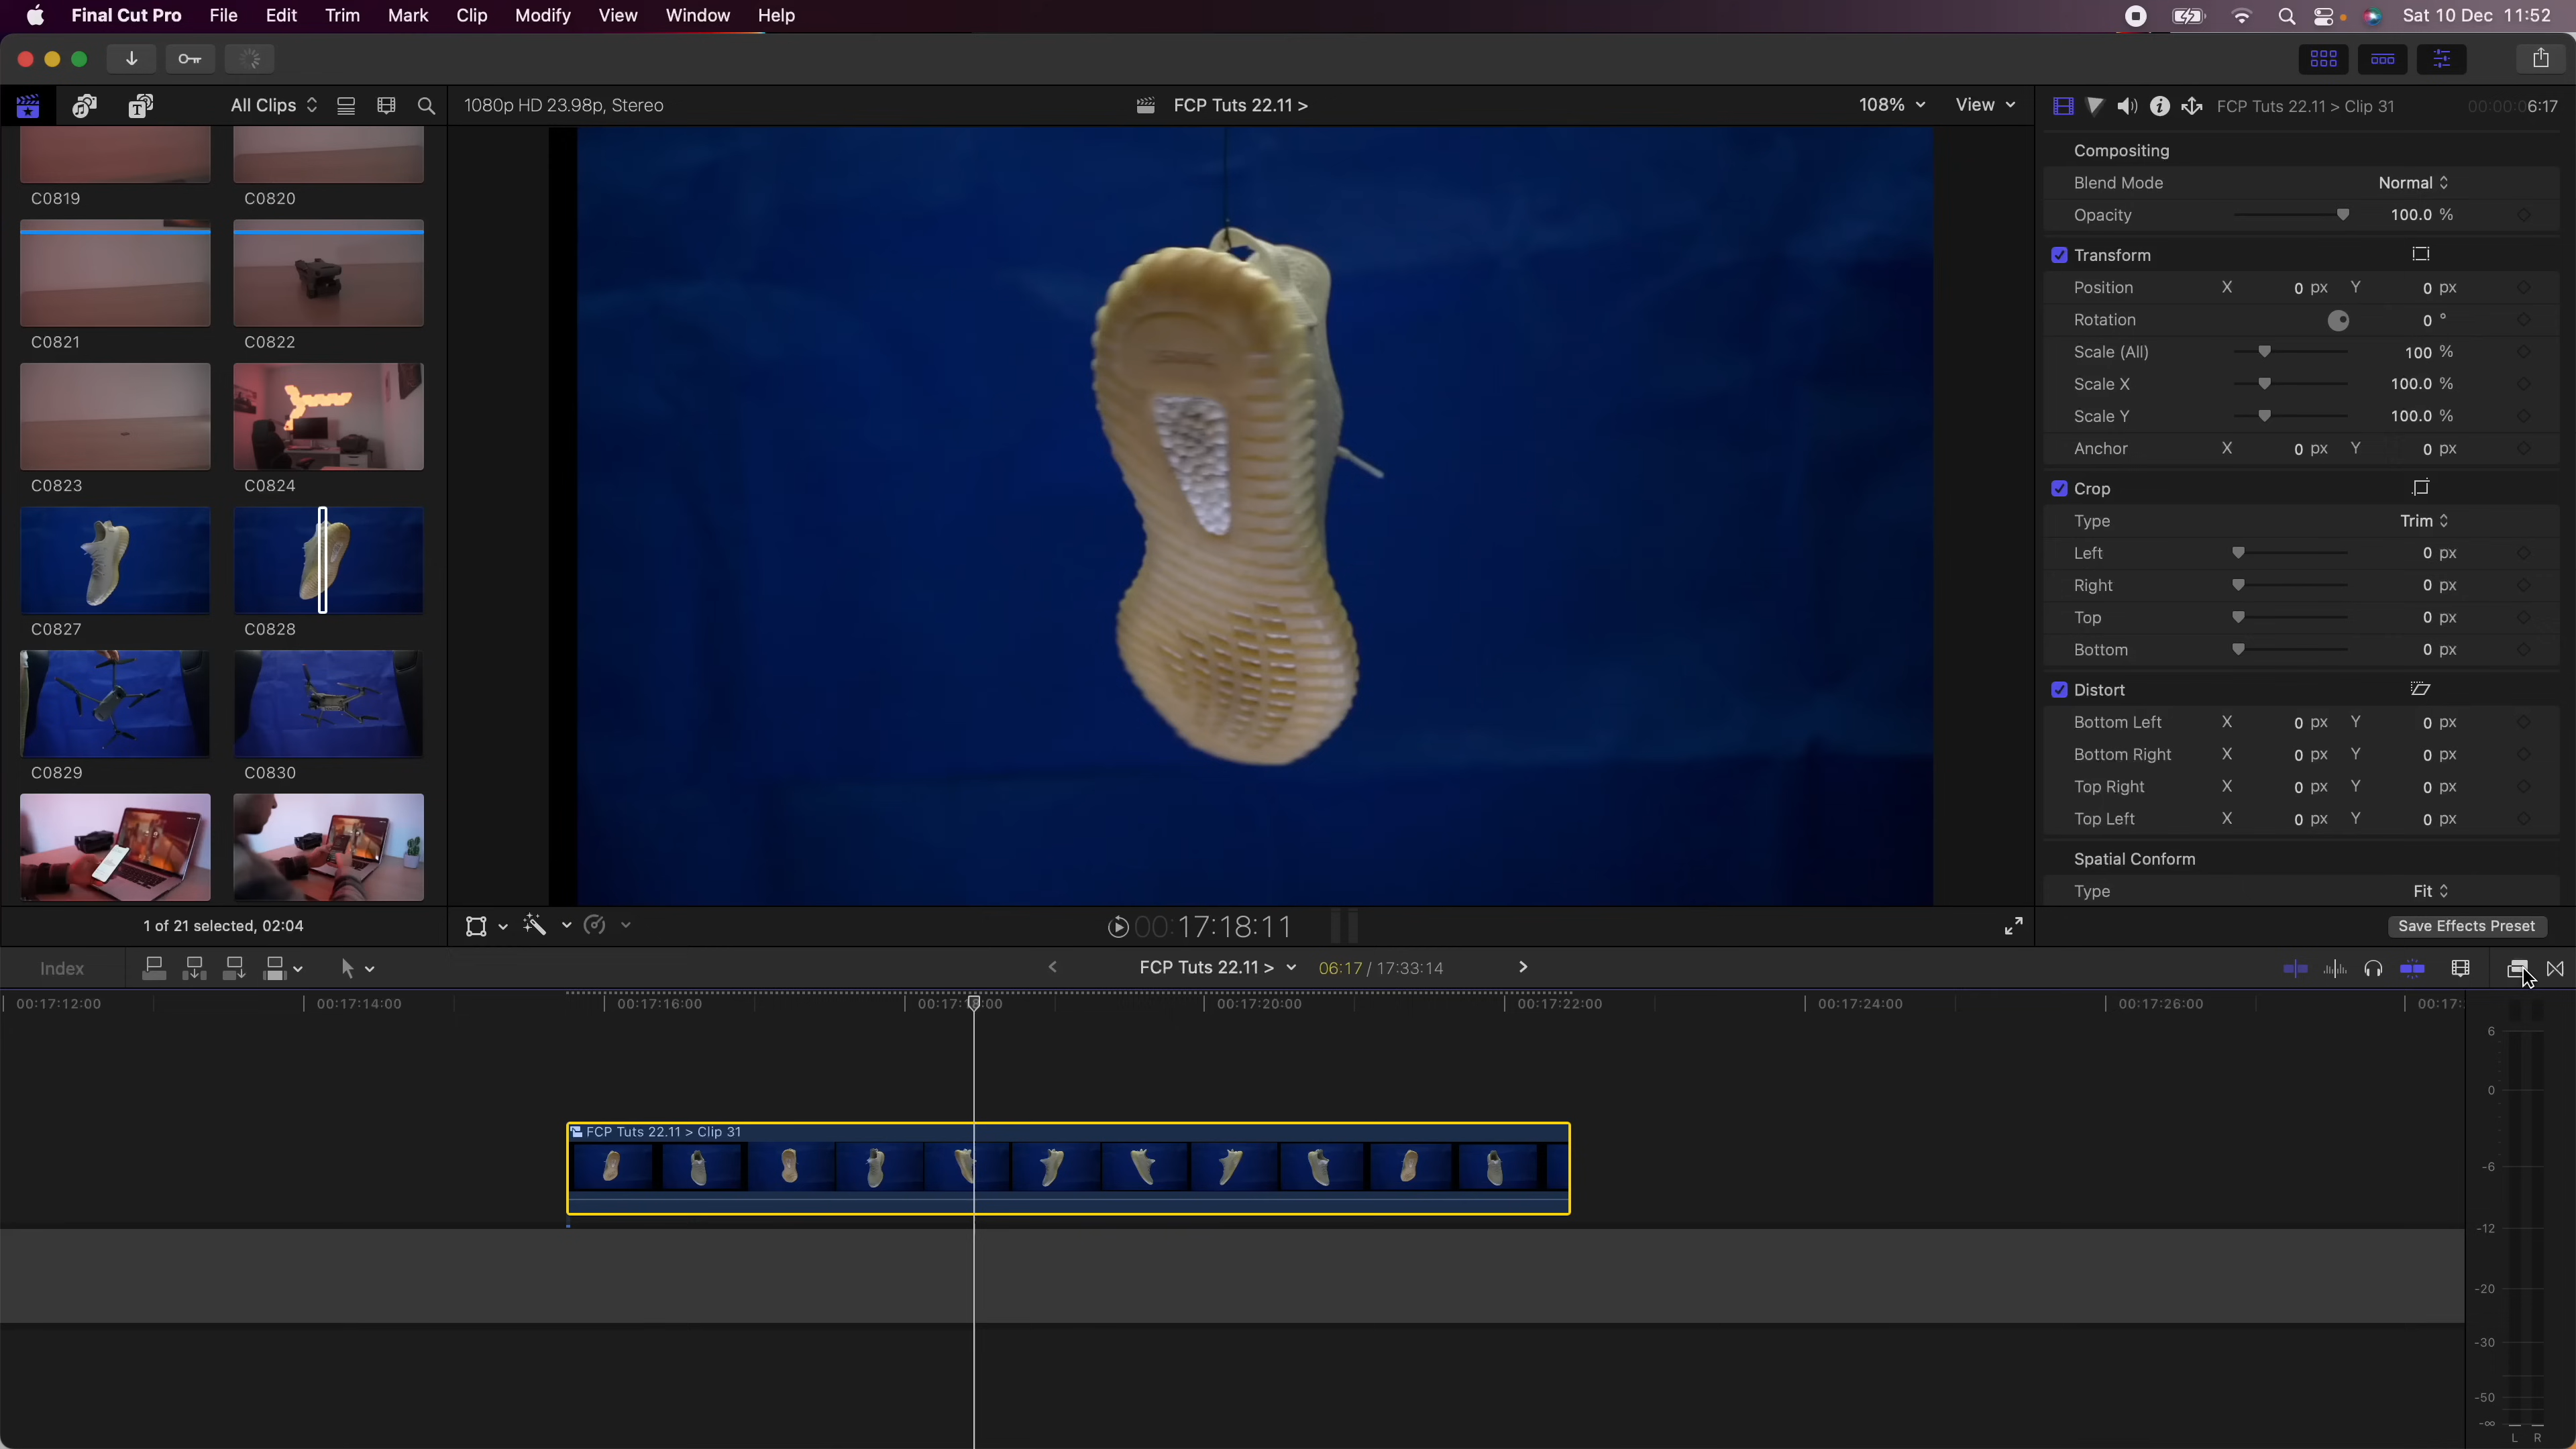 Final Cut Pro File Edit Trim Mark Clip Modify View Window Help Sat 10 Dec 11:52
All Clips 1080p HD 23.98p, Stereo FCP Tuts 22.11 > 108% View FCP Tuts 22.11 > Clip 31 00:00:06:17
C0819 C0820
C0821 C0822
C0823 C0824
C0827 C0828
C0829 C0830
1 of 21 selected, 02:04
Compositing
Blend Mode Normal
Opacity 100.0 %
Transform
Position X 0 px Y 0 px
Rotation 0 °
Scale (All) 100 %
Scale X 100.0 %
Scale Y 100.0 %
Anchor X 0 px Y 0 px
Crop
Type Trim
Left 0 px
Right 0 px
Top 0 px
Bottom 0 px
Distort
Bottom Left X 0 px Y 0 px
Bottom Right X 0 px Y 0 px
Top Right X 0 px Y 0 px
Top Left X 0 px Y 0 px
Spatial Conform
Type Fit
00:17:18:11
Save Effects Preset
Index FCP Tuts 22.11 > 06:17 / 17:33:14
00:17:12:00 00:17:14:00 00:17:16:00 00:17:18:00 00:17:20:00 00:17:22:00 00:17:24:00 00:17:26:00 00:17:
FCP Tuts 22.11 > Clip 31
6
0
-6
-12
-20
-30
-50
-∞
L R